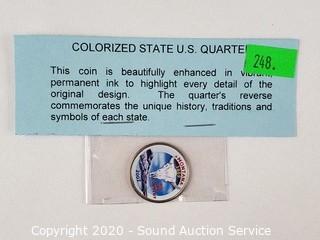 COLORIZED STATE U.S. QUARTE
248.
This coin is beautifully enhanced in vibrant,
permanent ink to highlight every detail of the
original design. The quarter's reverse
commemorates the unique history, traditions and
symbols of each state.
MONTANA
2007
Copyright 2020 - Sound Auction Service